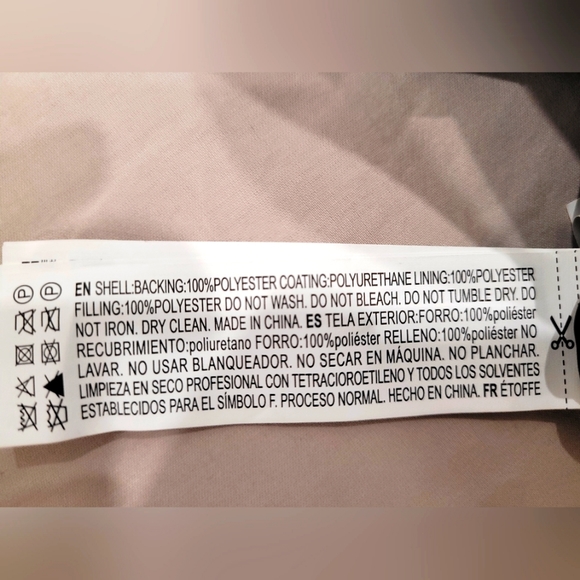 EN SHELL:BACKING:100%POLYESTER COATING:POLYURETHANE LINING:100%POLYESTER
FILLING:100%POLYESTER DO NOT WASH. DO NOT BLEACH. DO NOT TUMBLE DRY. DO
NOT IRON. DRY CLEAN. MADE IN CHINA. ES TELA EXTERIOR:FORRO:100%poliéster
RECUBRIMIENTO:poliuretano FORRO:100%poliéster RELLENO:100%poliéster NO
LAVAR. NO USAR BLANQUEADOR. NO SECAR EN MÁQUINA. NO PLANCHAR.
LIMPIEZA EN SECO PROFESIONAL CON TETRACIOROETILENO Y TODOS LOS SOLVENTES
ESTABLECIDOS PARA EL SÍMBOLO F. PROCESO NORMAL. HECHO EN CHINA. FR ÉTOFFE
P P